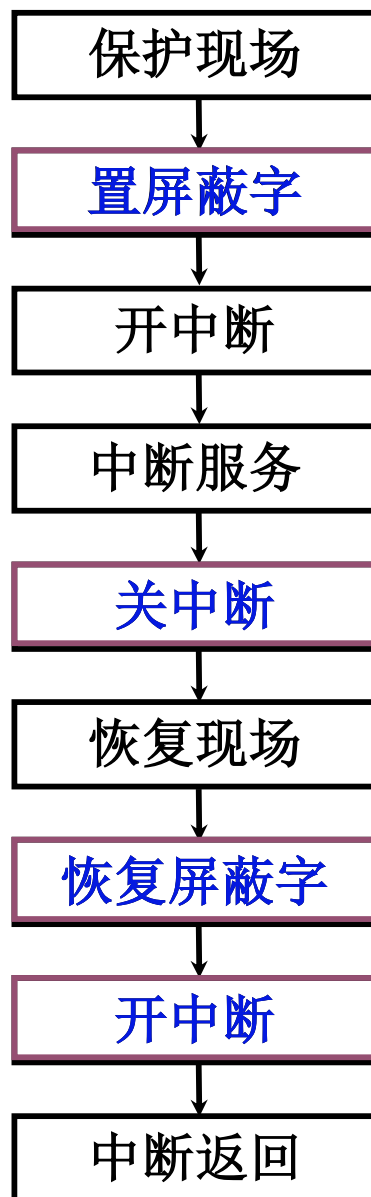 保护现场
置屏蔽字
开中断
中断服务
关中断
恢复现场
恢复屏蔽字
开中断
中断返回